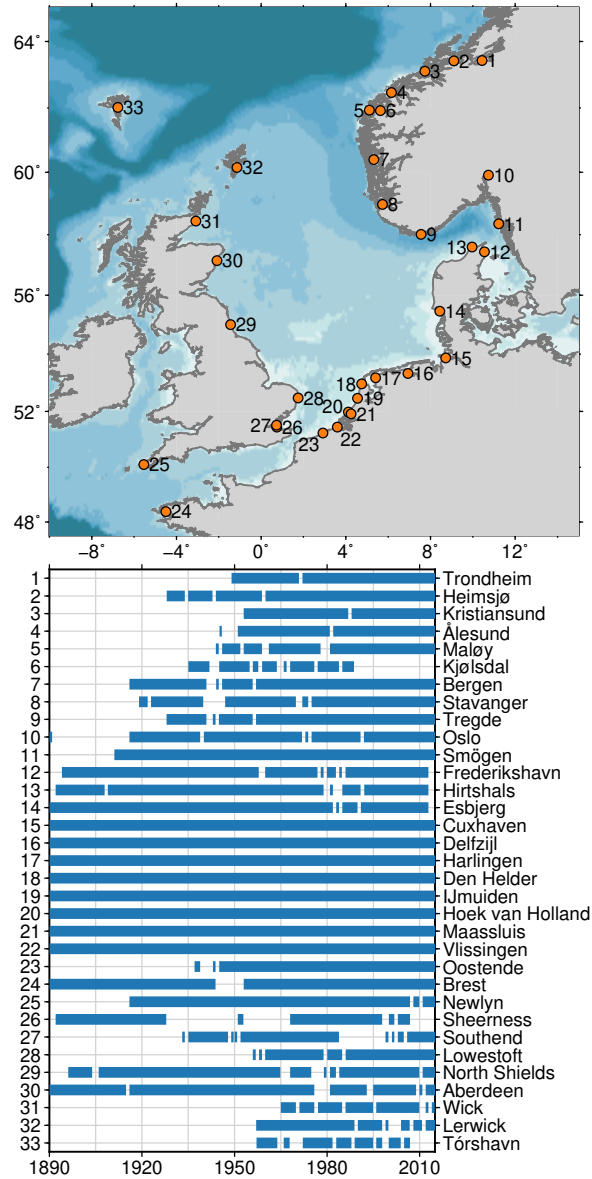 64°
60°
56°
52°
48°
33
3
2
1
4
5
6
32
7
10
8
31
9
11
13
12
30
14
29
15
18
17
16
28
20
19
21
27
26
23
22
25
24
−8°
−4°
0°
4°
8°
12°
1 Trondheim
2 Heimsjø
3 Kristiansund
4 Ålesund
5 Maløy
6 Kjølsdal
7 Bergen
8 Stavanger
9 Tregde
10 Oslo
11 Smögen
12 Frederikshavn
13 Hirtshals
14 Esbjerg
15 Cuxhaven
16 Delfzijl
17 Harlingen
18 Den Helder
19 IJmuiden
20 Hoek van Holland
21 Maassluis
22 Vlissingen
23 Oostende
24 Brest
25 Newlyn
26 Sheerness
27 Southend
28 Lowestoft
29 North Shields
30 Aberdeen
31 Wick
32 Lerwick
33 Tórshavn
1890 1920 1950 1980 2010